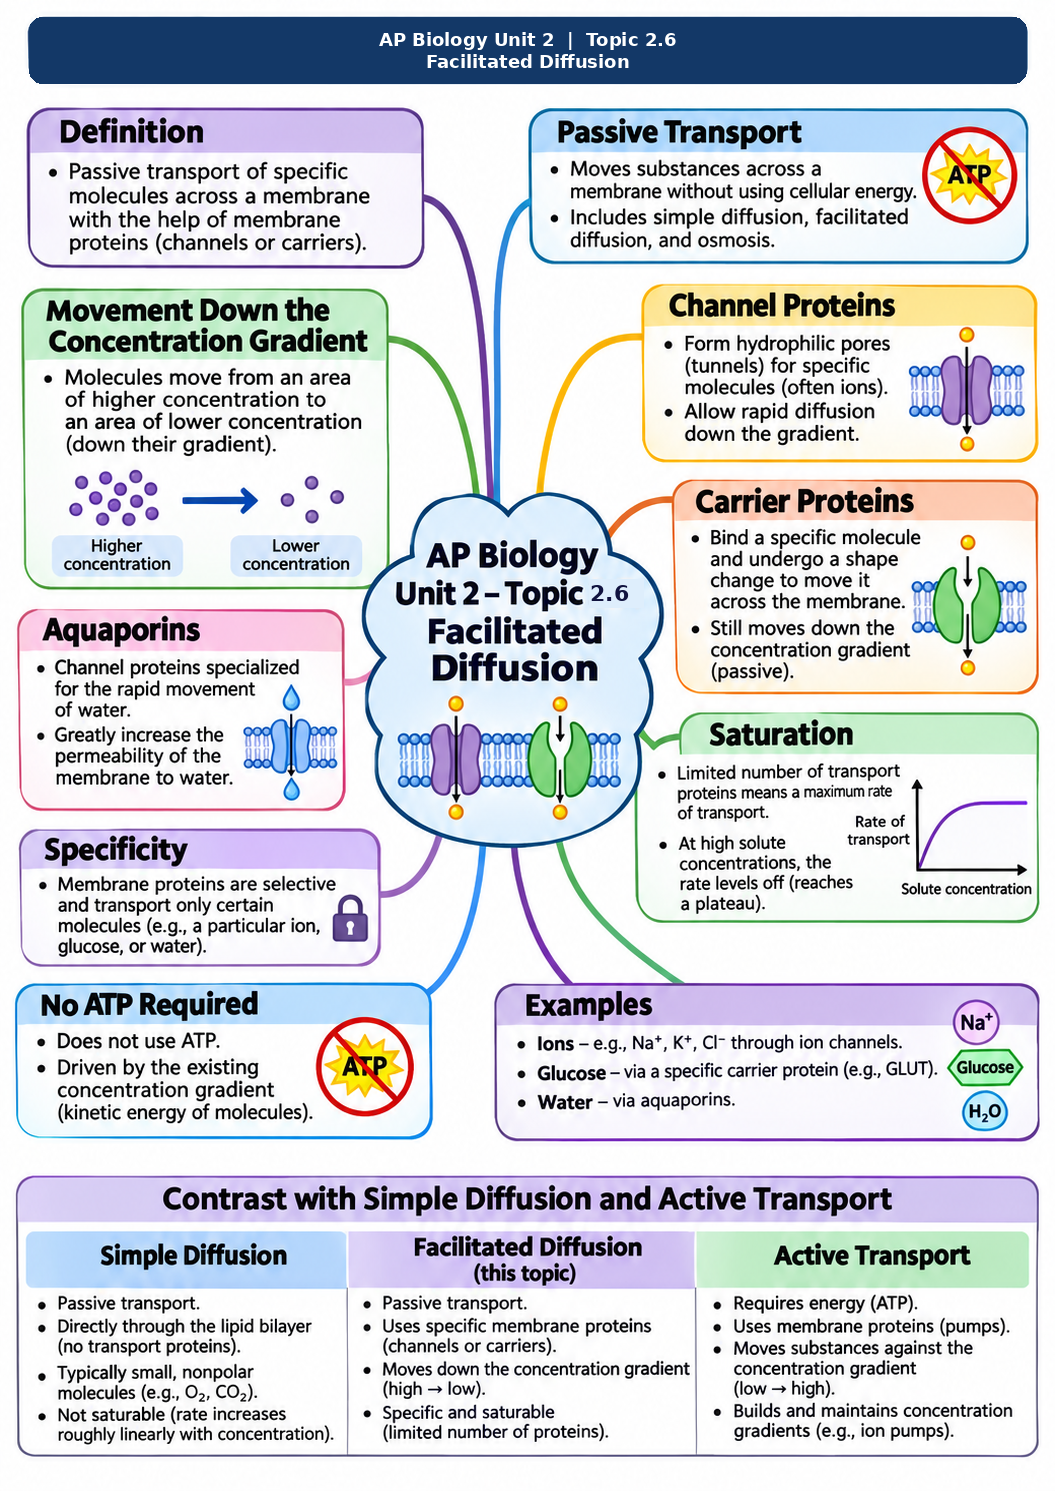 AP Biology Unit 2 | Topic 2.6
Facilitated Diffusion
Definition
• Passive transport of specific
molecules across a membrane
with the help of membrane
proteins (channels or carriers).
Passive Transport
• Moves substances across a
membrane without using cellular energy.
• Includes simple diffusion, facilitated
diffusion, and osmosis.
ATP
Movement Down the
Concentration Gradient
• Molecules move from an area
of higher concentration to
an area of lower concentration
(down their gradient).
Higher
concentration
Lower
concentration
Channel Proteins
• Form hydrophilic pores
(tunnels) for specific
molecules (often ions).
• Allow rapid diffusion
down the gradient.
Carrier Proteins
• Bind a specific molecule
and undergo a shape
change to move it
across the membrane.
• Still moves down the
concentration gradient
(passive).
AP Biology
Unit 2 – Topic 2.6
Facilitated
Diffusion
Aquaporins
• Channel proteins specialized
for the rapid movement
of water.
• Greatly increase the
permeability of the
membrane to water.
Saturation
• Limited number of transport
proteins means a maximum rate
of transport.
• At high solute
concentrations, the
rate levels off (reaches
a plateau).
Rate of
transport
Solute concentration
Specificity
• Membrane proteins are selective
and transport only certain
molecules (e.g., a particular ion,
glucose, or water).
No ATP Required
• Does not use ATP.
• Driven by the existing
concentration gradient
(kinetic energy of molecules).
ATP
Examples
• Ions – e.g., Na⁺, K⁺, Cl⁻ through ion channels.
• Glucose – via a specific carrier protein (e.g., GLUT).
• Water – via aquaporins.
Na⁺
Glucose
H₂O
Contrast with Simple Diffusion and Active Transport
Simple Diffusion
• Passive transport.
• Directly through the lipid bilayer
(no transport proteins).
• Typically small, nonpolar
molecules (e.g., O₂, CO₂).
• Not saturable (rate increases
roughly linearly with concentration).
Facilitated Diffusion
(this topic)
• Passive transport.
• Uses specific membrane proteins
(channels or carriers).
• Moves down the concentration gradient
(high → low).
• Specific and saturable
(limited number of proteins).
Active Transport
• Requires energy (ATP).
• Uses membrane proteins (pumps).
• Moves substances against the
concentration gradient
(low → high).
• Builds and maintains concentration
gradients (e.g., ion pumps).